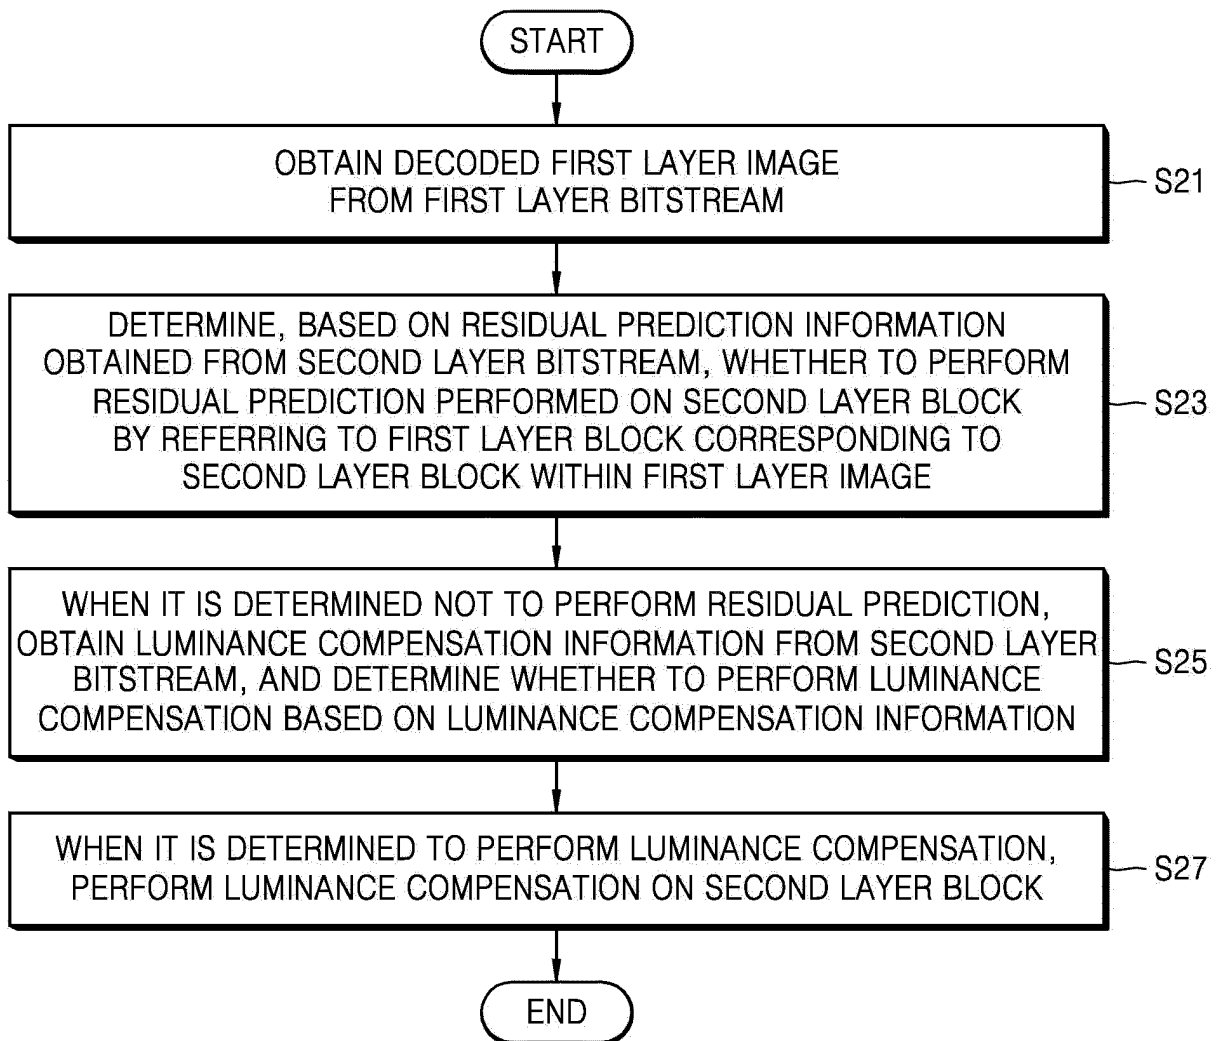 START
OBTAIN DECODED FIRST LAYER IMAGE
FROM FIRST LAYER BITSTREAM
S21
DETERMINE, BASED ON RESIDUAL PREDICTION INFORMATION
OBTAINED FROM SECOND LAYER BITSTREAM, WHETHER TO PERFORM
RESIDUAL PREDICTION PERFORMED ON SECOND LAYER BLOCK
BY REFERRING TO FIRST LAYER BLOCK CORRESPONDING TO
SECOND LAYER BLOCK WITHIN FIRST LAYER IMAGE
S23
WHEN IT IS DETERMINED NOT TO PERFORM RESIDUAL PREDICTION,
OBTAIN LUMINANCE COMPENSATION INFORMATION FROM SECOND LAYER
BITSTREAM, AND DETERMINE WHETHER TO PERFORM LUMINANCE
COMPENSATION BASED ON LUMINANCE COMPENSATION INFORMATION
S25
WHEN IT IS DETERMINED TO PERFORM LUMINANCE COMPENSATION,
PERFORM LUMINANCE COMPENSATION ON SECOND LAYER BLOCK
S27
END